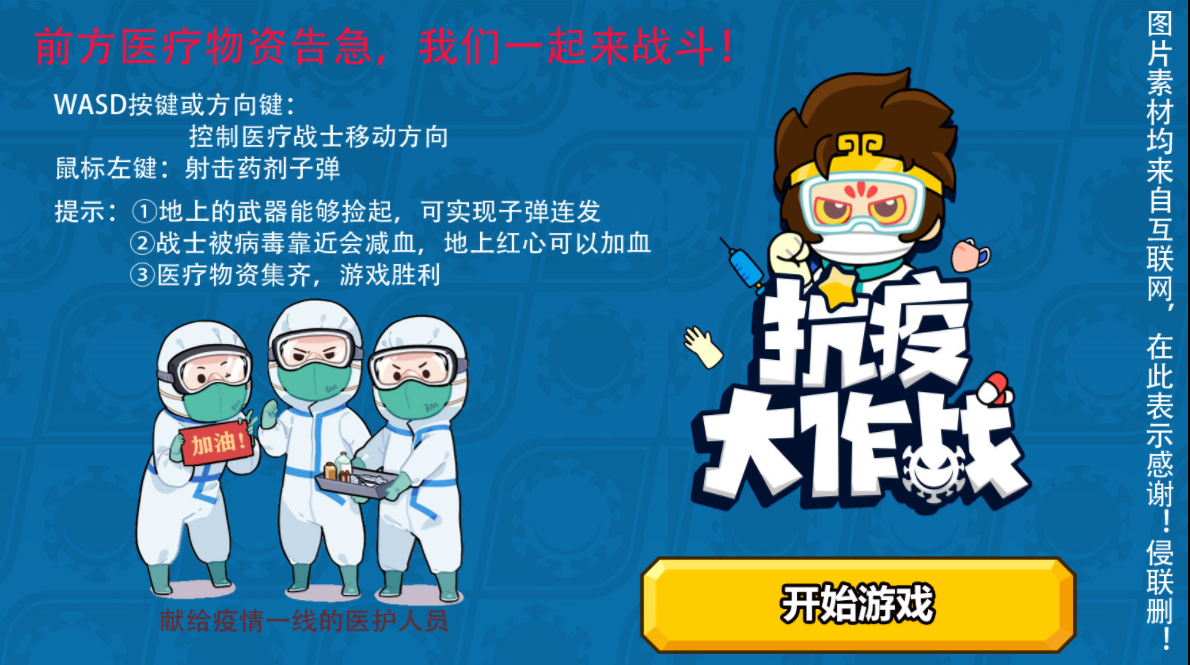 前方医疗物资告急，我们一起来战斗！
WASD按键或方向键：
控制医疗战士移动方向
鼠标左键：射击药剂子弹
提示：①地上的武器能够捡起，可实现子弹连发
②战士被病毒靠近会减血，地上红心可以加血
③医疗物资集齐，游戏胜利
加油！
3M
3M
3M
献给疫情一线的医护人员
抗疫
大作战
开始游戏
图片素材均来自互联网，在此表示感谢！侵联删！